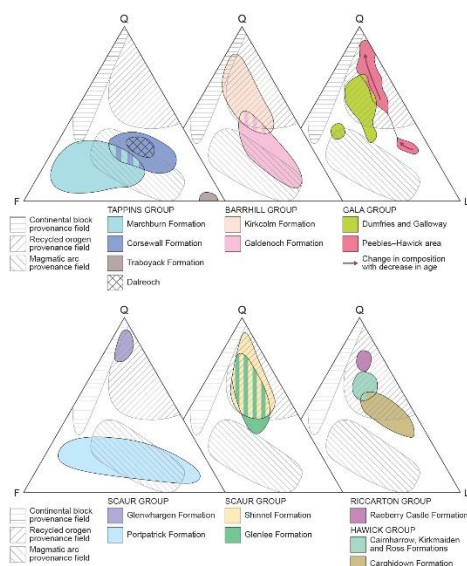 Q
Q
Q
F
L
TAPPINS GROUP
BARRHILL GROUP
GALA GROUP
Continental block
provenance field
Recycled orogen
provenance field
Magmatic arc
provenance field
Marchburn Formation
Corsewall Formation
Traboyack Formation
Dalreoch
Kirkcolm Formation
Galdenoch Formation
Dumfries and Galloway
Peebles–Hawick area
Change in composition
with decrease in age
Q
Q
Q
F
L
Continental block
provenance field
Recycled orogen
provenance field
Magmatic arc
provenance field
SCAUR GROUP
Glenwhargen Formation
Portpatrick Formation
SCAUR GROUP
Shinnel Formation
Glenlee Formation
RICCARTON GROUP
Raeberry Castle Formation
HAWICK GROUP
Cairnharrow, Kirkmaiden
and Ross Formations
Carghidown Formation